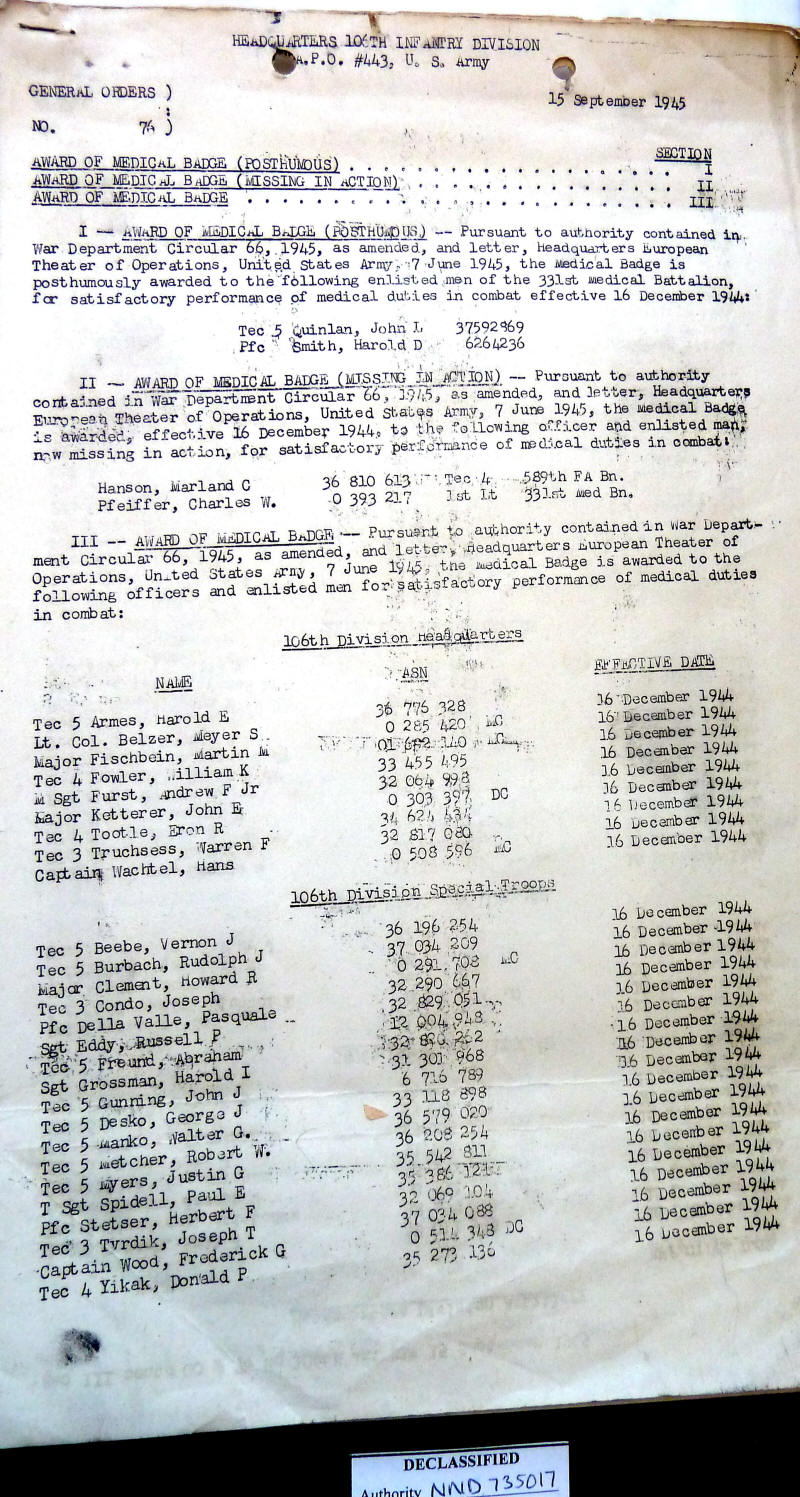 HEADQUARTERS 106TH INFANTRY DIVISION
A.P.O. #443, U. S. Army
GENERAL ORDERS )
:
15 September 1945
NO. 76 )
SECTION
AWARD OF MEDICAL BADGE (POSTHUMOUS) . . . . . . . . . . . . . . . . . . . . I
AWARD OF MEDICAL BADGE (MISSING IN ACTION) . . . . . . . . . . . . . . . . II
AWARD OF MEDICAL BADGE . . . . . . . . . . . . . . . . . . . . . . . . . . III
I — AWARD OF MEDICAL BADGE (POSTHUMOUS) -- Pursuant to authority contained in
War Department Circular 66, 1945, as amended, and letter, Headquarters European
Theater of Operations, United States Army, 7 June 1945, the Medical Badge is
posthumously awarded to the following enlisted men of the 331st Medical Battalion,
for satisfactory performance of medical duties in combat effective 16 December 1944:
Tec 5 Quinlan, John L 37592969
Pfc Smith, Harold D 6264236
II — AWARD OF MEDICAL BADGE (MISSING IN ACTION) -- Pursuant to authority
contained in War Department Circular 66, 1945, as amended, and letter, Headquarters
European Theater of Operations, United States Army, 7 June 1945, the Medical Badge
is awarded, effective 16 December 1944, to the following officer and enlisted man,
now missing in action, for satisfactory performance of medical duties in combat:
Hanson, Marland C 36 810 613 Tec 4 589th FA Bn.
Pfeiffer, Charles W. 0 393 217 1st Lt 331st Med Bn.
III -- AWARD OF MEDICAL BADGE -- Pursuant to authority contained in War Depart-
ment Circular 66, 1945, as amended, and letter, Headquarters European Theater of
Operations, United States Army, 7 June 1945, the Medical Badge is awarded to the
following officers and enlisted men for satisfactory performance of medical duties
in combat:
106th Division Headquarters
NAME ASN EFFECTIVE DATE
Tec 5 Armes, Harold E 36 776 328 16 December 1944
Lt. Col. Belzer, Meyer S 0 285 420 MC 16 December 1944
Major Fischbein, Martin M MC 16 December 1944
Tec 4 Fowler, William K 33 455 495 16 December 1944
M Sgt Furst, Andrew F Jr 32 064 998 16 December 1944
Major Ketterer, John E 0 303 397 DC 16 December 1944
Tec 4 Tootle, Eron R 34 624 434 16 December 1944
Tec 3 Truchsess, Warren F 32 817 080 16 December 1944
Captain Wachtel, Hans 0 508 596 MC 16 December 1944
106th Division Special Troops
Tec 5 Beebe, Vernon J 36 196 254 16 December 1944
Tec 5 Burbach, Rudolph J 37 034 209 16 December 1944
Major Clement, Howard R 0 291 708 MC 16 December 1944
Tec 3 Condo, Joseph 32 290 667 16 December 1944
Pfc Della Valle, Pasquale 32 829 051 16 December 1944
Sgt Eddy, Russell P 12 004 948 16 December 1944
Tec 5 Freund, Abraham 16 December 1944
Sgt Grossman, Harold I 31 301 968 16 December 1944
Tec 5 Gunning, John J 6 716 789 16 December 1944
Tec 5 Desko, George J 33 118 898 16 December 1944
Tec 5 Manko, Walter G. 36 579 020 16 December 1944
Tec 5 Metcher, Robert W. 36 208 254 16 December 1944
Tec 5 Myers, Justin G 35 542 811 16 December 1944
T Sgt Spidell, Paul E 35 386 16 December 1944
Pfc Stetser, Herbert F 32 069 104 16 December 1944
Tec 3 Tvrdik, Joseph T 37 034 088 16 December 1944
Captain Wood, Frederick G 0 514 348 DC 16 December 1944
Tec 4 Yikak, Donald P 35 273 136 16 December 1944
DECLASSIFIED
Authority NND 735017